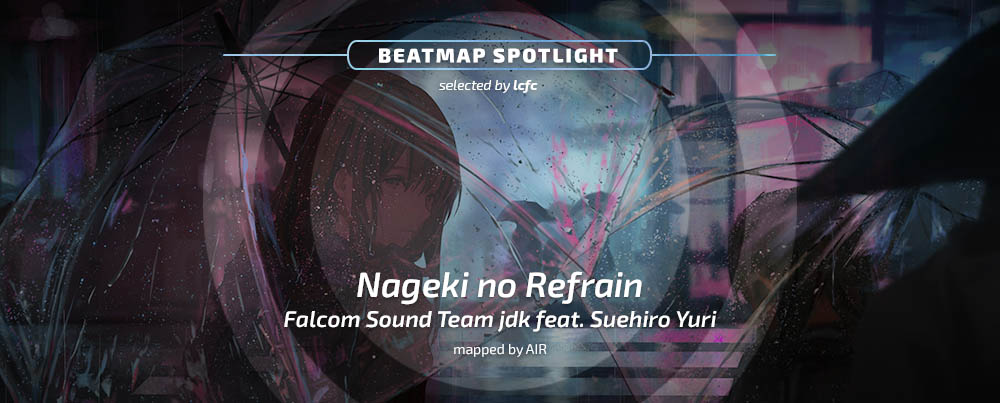 BEATMAP SPOTLIGHT
selected by lcfc
Nageki no Refrain
Falcom Sound Team jdk feat. Suehiro Yuri
mapped by AIR